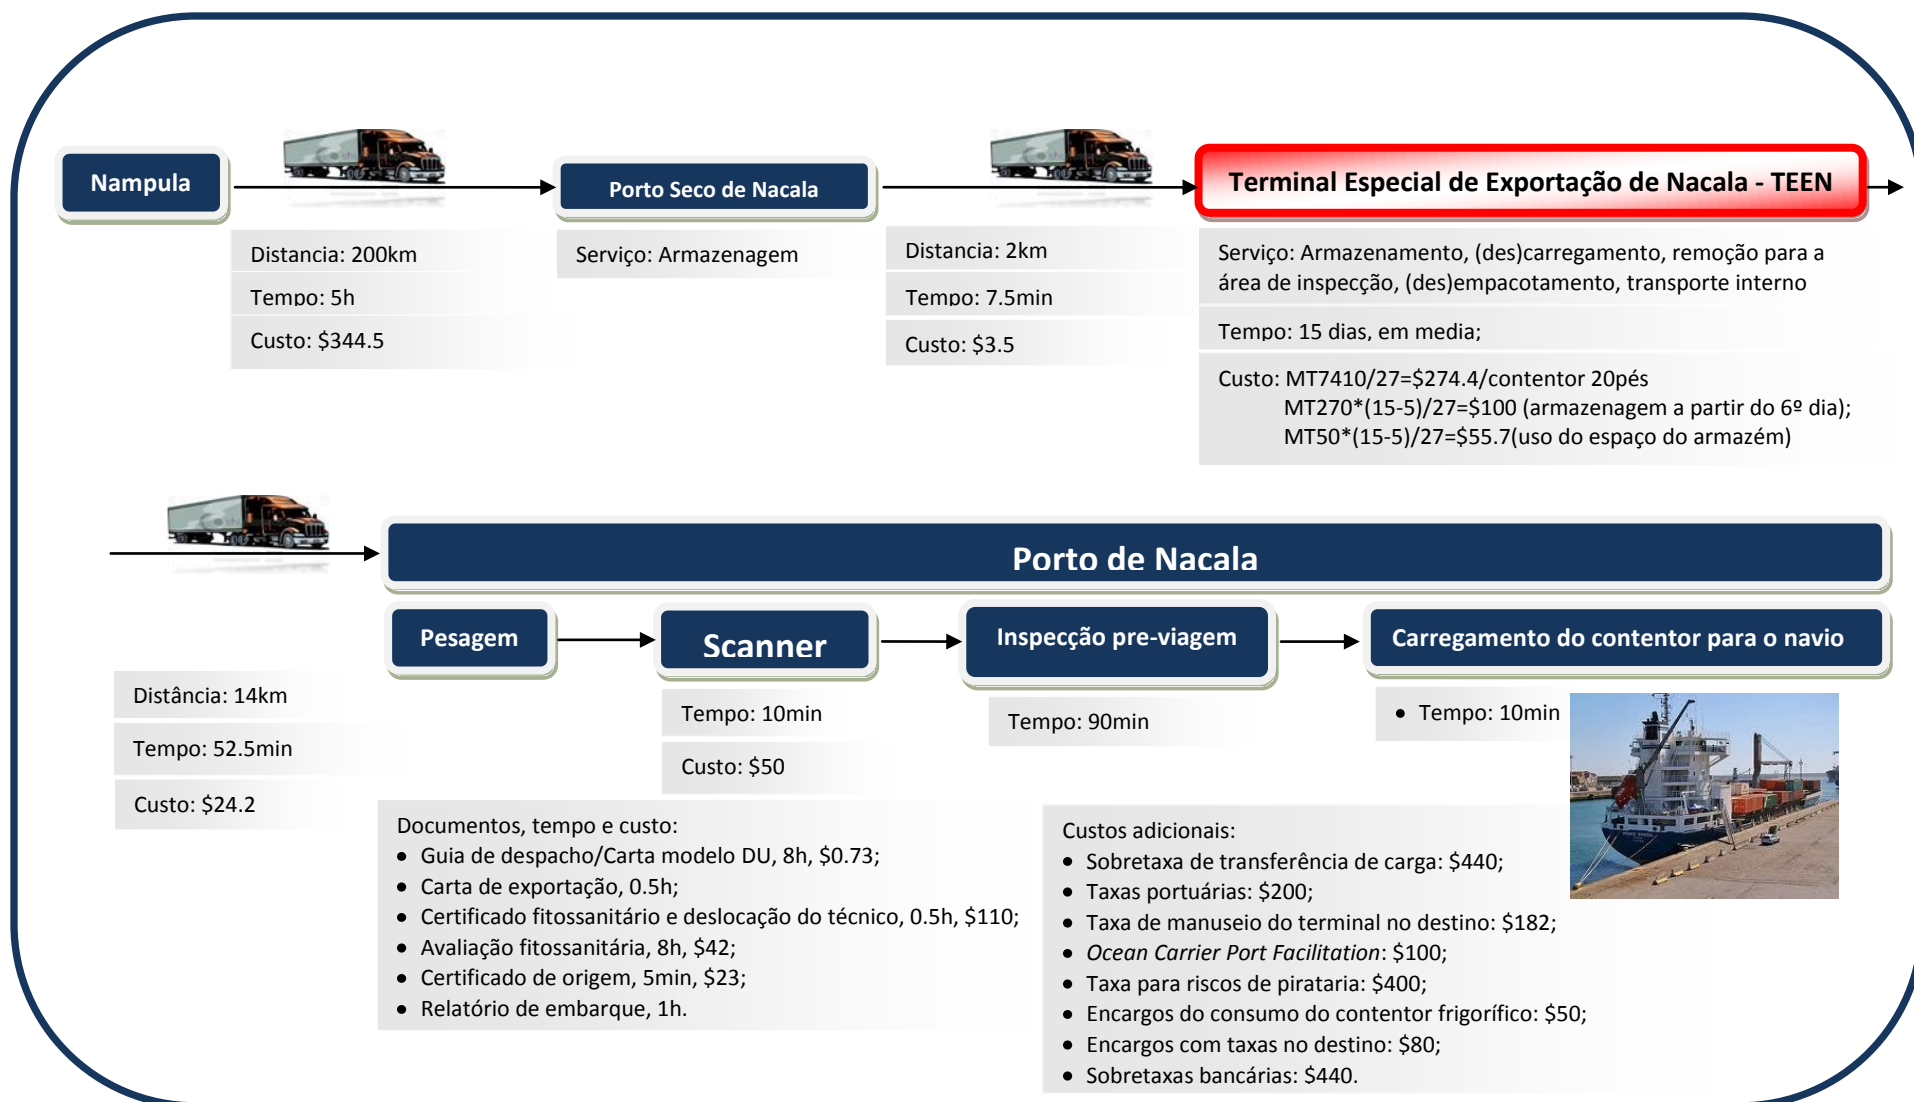 Nampula
Porto Seco de Nacala
Terminal Especial de Exportação de Nacala - TEEN
Distancia: 200km
Tempo: 5h
Custo: $344.5
Serviço: Armazenagem
Distancia: 2km
Tempo: 7.5min
Custo: $3.5
Serviço: Armazenamento, (des)carregamento, remoção para a
área de inspecção, (des)empacotamento, transporte interno
Tempo: 15 dias, em media;
Custo: MT7410/27=$274.4/contentor 20pés
MT270*(15-5)/27=$100 (armazenagem a partir do 6º dia);
MT50*(15-5)/27=$55.7(uso do espaço do armazém)
Porto de Nacala
Pesagem
Scanner
Inspecção pre-viagem
Carregamento do contentor para o navio
Distância: 14km
Tempo: 52.5min
Custo: $24.2
Tempo: 10min
Custo: $50
Tempo: 90min
• Tempo: 10min
Documentos, tempo e custo:
• Guia de despacho/Carta modelo DU, 8h, $0.73;
• Carta de exportação, 0.5h;
• Certificado fitossanitário e deslocação do técnico, 0.5h, $110;
• Avaliação fitossanitária, 8h, $42;
• Certificado de origem, 5min, $23;
• Relatório de embarque, 1h.
Custos adicionais:
• Sobretaxa de transferência de carga: $440;
• Taxas portuárias: $200;
• Taxa de manuseio do terminal no destino: $182;
• Ocean Carrier Port Facilitation: $100;
• Taxa para riscos de pirataria: $400;
• Encargos do consumo do contentor frigorífico: $50;
• Encargos com taxas no destino: $80;
• Sobretaxas bancárias: $440.